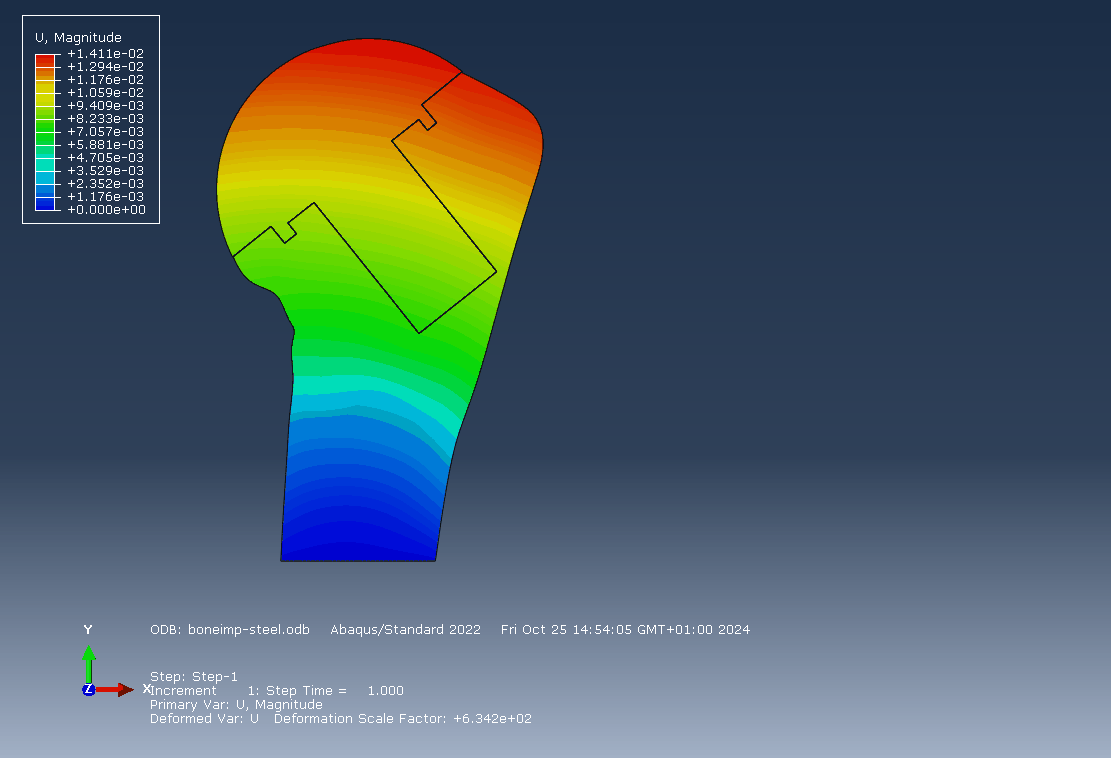 U, Magnitude
+1.411e-02
+1.294e-02
+1.176e-02
+1.059e-02
+9.409e-03
+8.233e-03
+7.057e-03
+5.881e-03
+4.705e-03
+3.529e-03
+2.352e-03
+1.176e-03
+0.000e+00
Y
ODB: boneimp-steel.odb Abaqus/Standard 2022 Fri Oct 25 14:54:05 GMT+01:00 2024
Step: Step-1
Z
X
Increment 1: Step Time = 1.000
Primary Var: U, Magnitude
Deformed Var: U Deformation Scale Factor: +6.342e+02